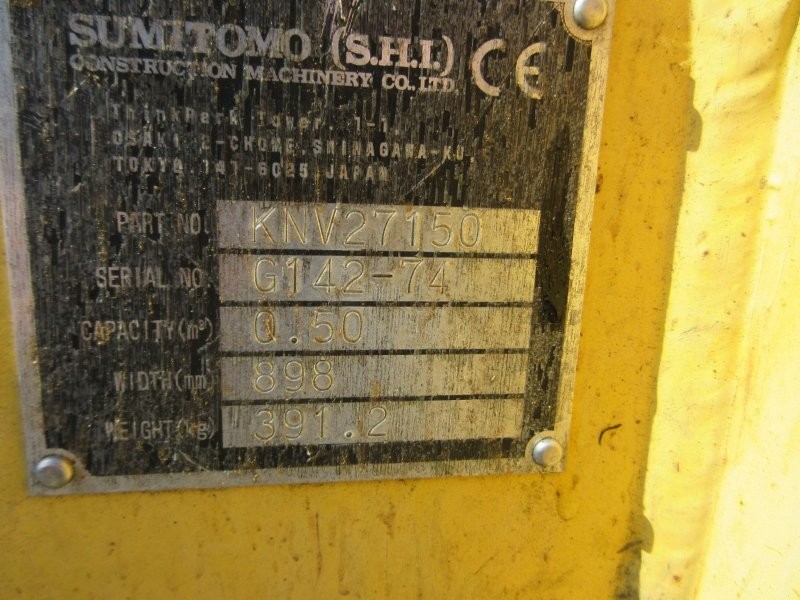 SUMITOMO (S.H.I.) CE
CONSTRUCTION MACHINERY CO. LTD.
ThinkPark Tower, 1-1,
OSAKI 2-CHOME, SHINAGAWA-KU,
TOKYO, 141-6025, JAPAN
PART NO. KNV27150
SERIAL NO. G142-74
CAPACITY(m³) 0.50
WIDTH(mm) 898
WEIGHT(kg) 391.2